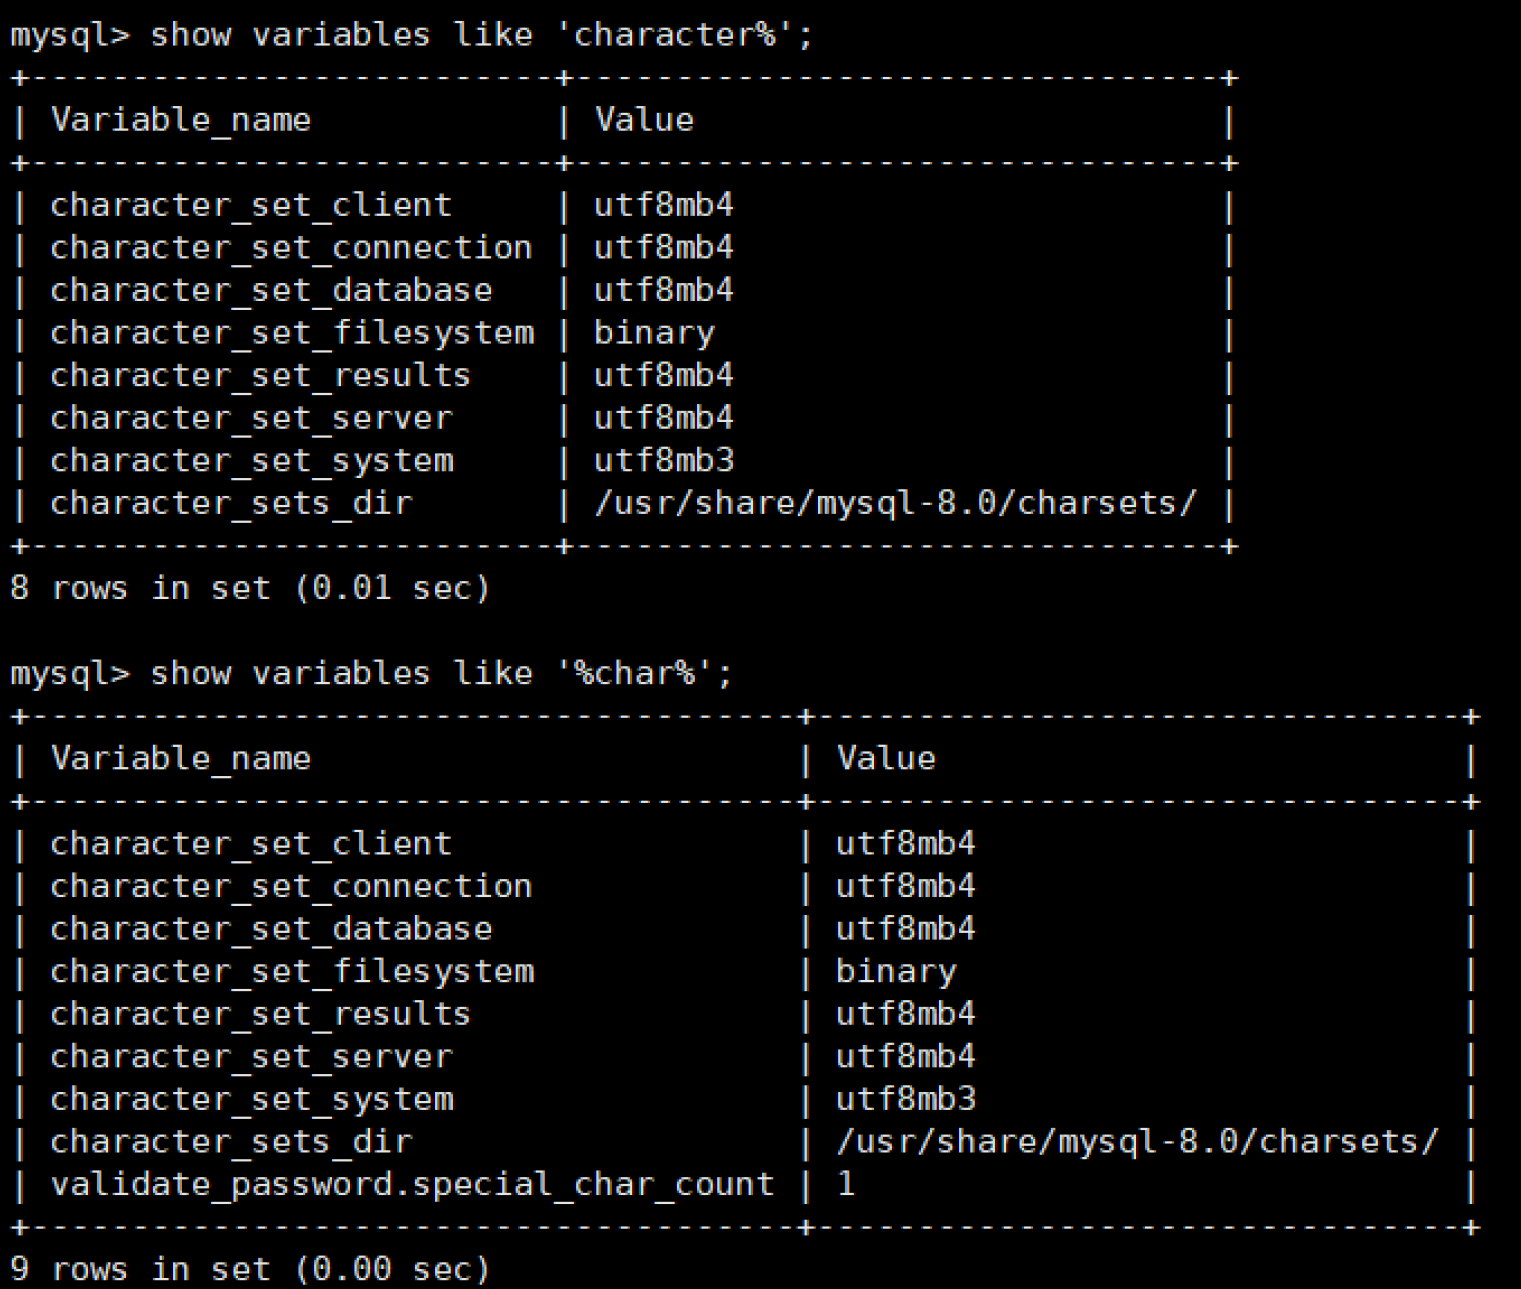 mysql> show variables like 'character%';
+--------------------------+--------------------------------+
| Variable_name            | Value                          |
+--------------------------+--------------------------------+
| character_set_client     | utf8mb4                        |
| character_set_connection | utf8mb4                        |
| character_set_database   | utf8mb4                        |
| character_set_filesystem | binary                         |
| character_set_results    | utf8mb4                        |
| character_set_server     | utf8mb4                        |
| character_set_system     | utf8mb3                        |
| character_sets_dir       | /usr/share/mysql-8.0/charsets/ |
+--------------------------+--------------------------------+
8 rows in set (0.01 sec)

mysql> show variables like '%char%';
+--------------------------------------+--------------------------------+
| Variable_name                        | Value                          |
+--------------------------------------+--------------------------------+
| character_set_client                 | utf8mb4                        |
| character_set_connection             | utf8mb4                        |
| character_set_database               | utf8mb4                        |
| character_set_filesystem             | binary                         |
| character_set_results                | utf8mb4                        |
| character_set_server                 | utf8mb4                        |
| character_set_system                 | utf8mb3                        |
| character_sets_dir                   | /usr/share/mysql-8.0/charsets/ |
| validate_password.special_char_count | 1                              |
+--------------------------------------+--------------------------------+
9 rows in set (0.00 sec)